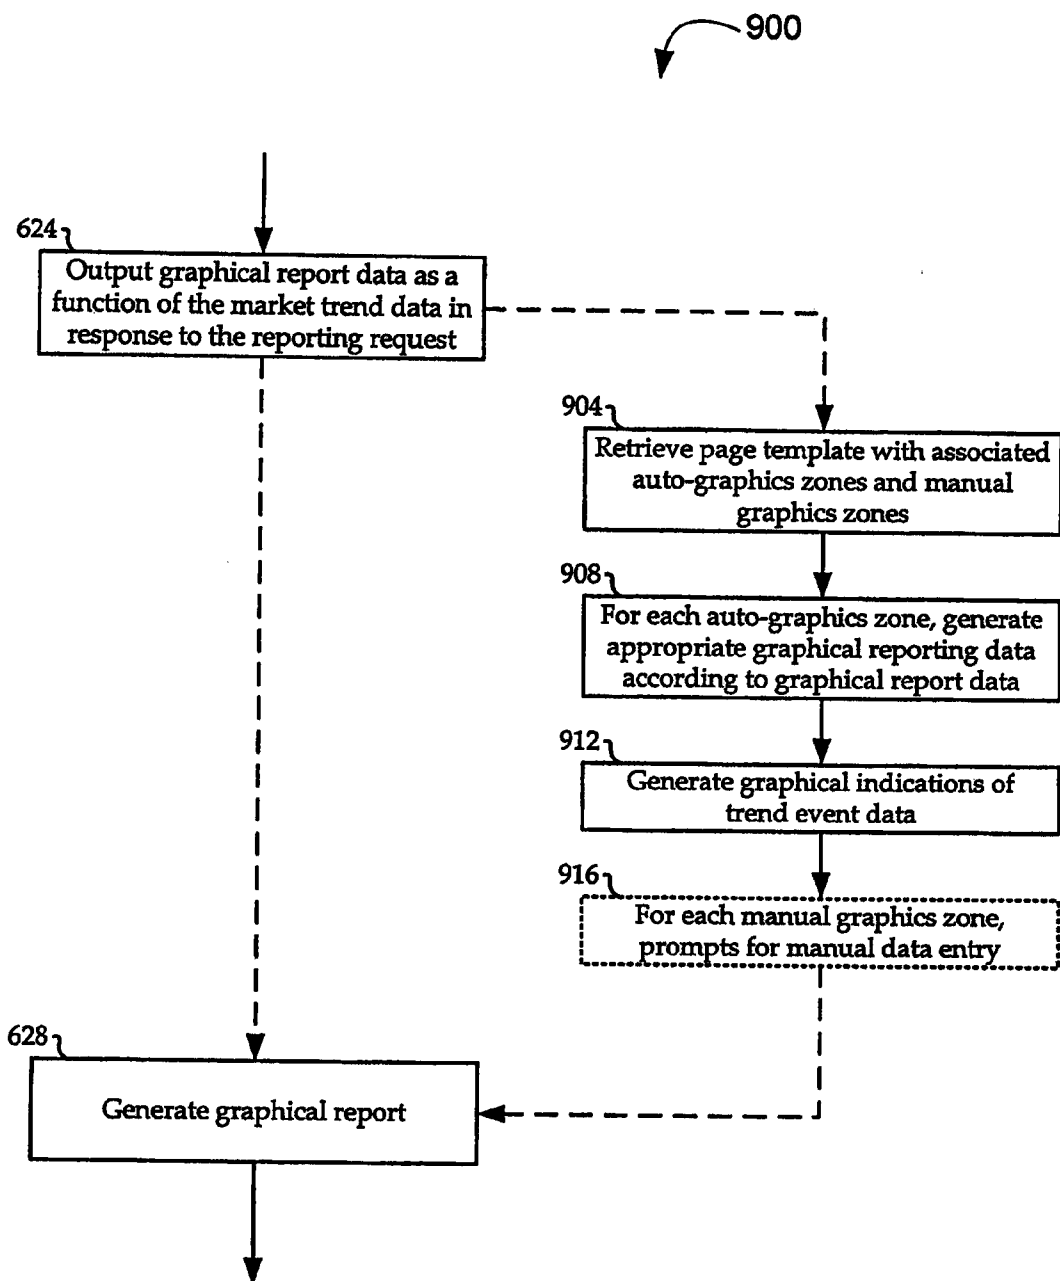 900
624
Output graphical report data as a
function of the market trend data in
response to the reporting request
904
Retrieve page template with associated
auto-graphics zones and manual
graphics zones
908
For each auto-graphics zone, generate
appropriate graphical reporting data
according to graphical report data
912
Generate graphical indications of
trend event data
916
For each manual graphics zone,
prompts for manual data entry
628
Generate graphical report